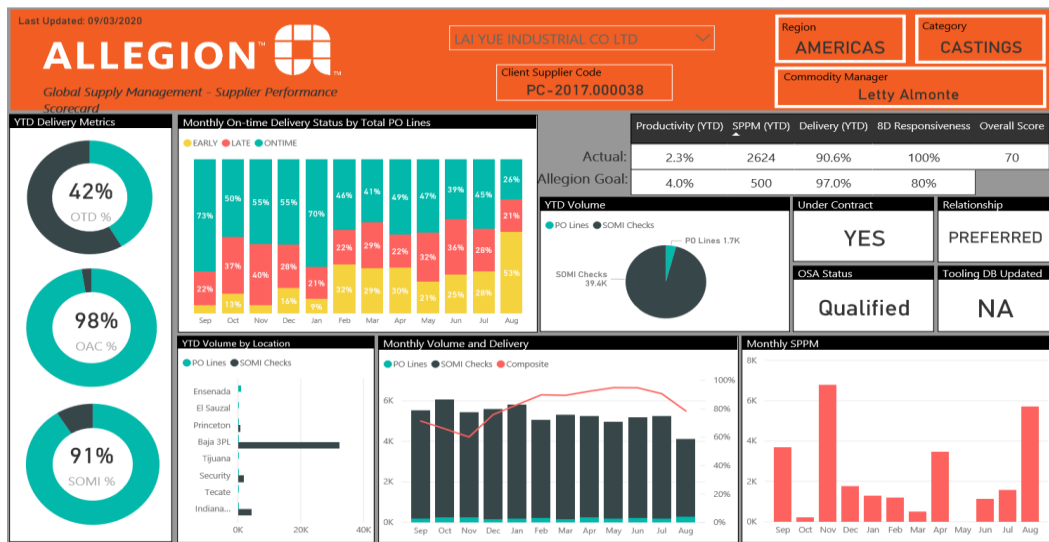 Last Updated: 09/03/2020
ALLEGION™
Global Supply Management - Supplier Performance
Scorecard
LAI YUE INDUSTRIAL CO LTD
Client Supplier Code
PC-2017.000038
Region
AMERICAS
Category
CASTINGS
Commodity Manager
Letty Almonte
YTD Delivery Metrics
42%
OTD %
98%
OAC %
91%
SOMI %
Monthly On-time Delivery Status by Total PO Lines
EARLY LATE ONTIME
73% 50% 55% 55% 70% 46% 41% 49% 47% 39% 45% 26%
22% 37% 40% 28% 21% 22% 29% 22% 32% 36% 28% 21%
13% 16% 9% 32% 29% 30% 21% 25% 28% 53%
Sep Oct Nov Dec Jan Feb Mar Apr May Jun Jul Aug
Productivity (YTD) SPPM (YTD) Delivery (YTD) 8D Responsiveness Overall Score
Actual: 2.3% 2624 90.6% 100% 70
Allegion Goal: 4.0% 500 97.0% 80%
YTD Volume
PO Lines SOMI Checks
PO Lines 1.7K
SOMI Checks
39.4K
Under Contract
YES
Relationship
PREFERRED
OSA Status
Qualified
Tooling DB Updated
NA
YTD Volume by Location
PO Lines SOMI Checks
Ensenada
El Sauzal
Princeton
Baja 3PL
Tijuana
Security
Tecate
Indiana...
0K 20K 40K
Monthly Volume and Delivery
PO Lines SOMI Checks Composite
100%
6K 80%
4K 60%
40%
2K 20%
0K 0%
Sep Oct Nov Dec Jan Feb Mar Apr May Jun Jul Aug
Monthly SPPM
8K
6K
4K
2K
0K
Sep Oct Nov Dec Jan Feb Mar Apr May Jun Jul Aug